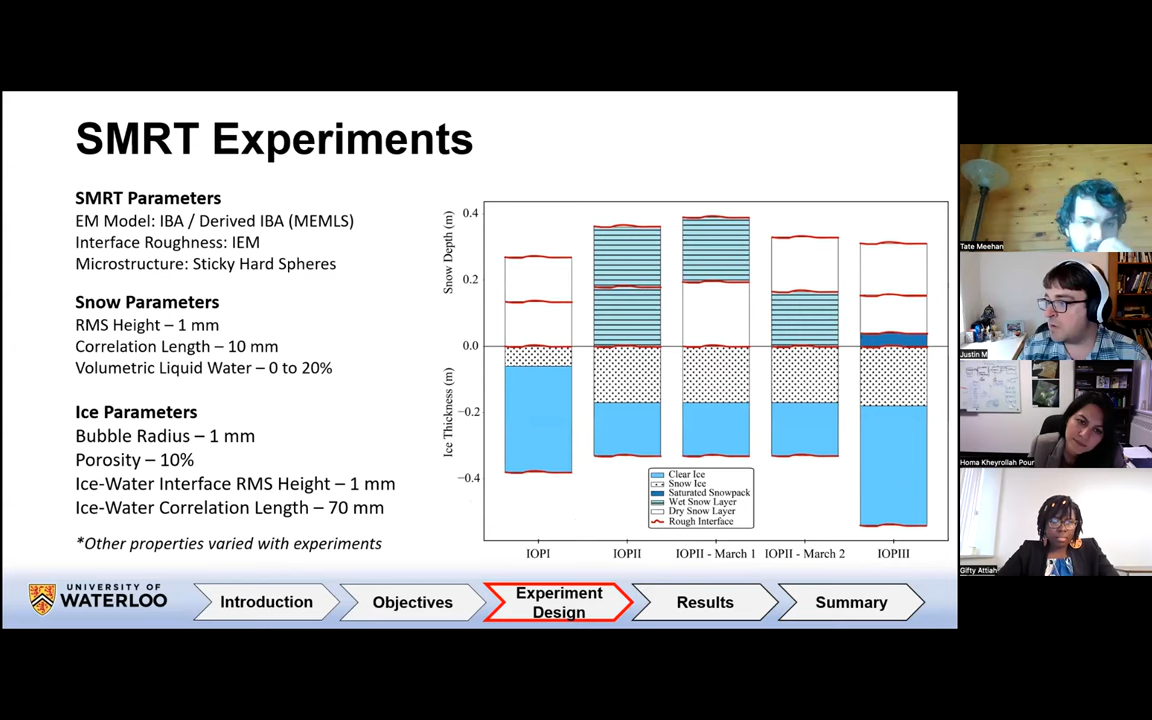 SMRT Experiments
SMRT Parameters
EM Model: IBA / Derived IBA (MEMLS)
Interface Roughness: IEM
Microstructure: Sticky Hard Spheres
Snow Parameters
RMS Height – 1 mm
Correlation Length – 10 mm
Volumetric Liquid Water – 0 to 20%
Ice Parameters
Bubble Radius – 1 mm
Porosity – 10%
Ice-Water Interface RMS Height – 1 mm
Ice-Water Correlation Length – 70 mm
*Other properties varied with experiments
Snow Depth (m)
Ice Thickness (m)
0.4
0.2
0.0
−0.2
−0.4
Clear Ice
Snow Ice
Saturated Snowpack
Wet Snow Layer
Dry Snow Layer
Rough Interface
IOPI
IOPII
IOPII - March 1
IOPII - March 2
IOPIII
UNIVERSITY OF
WATERLOO
Introduction
Objectives
Experiment
Design
Results
Summary
Tate Meehan
Justin M
Homa Kheyrollah Pour
Gifty Attiah